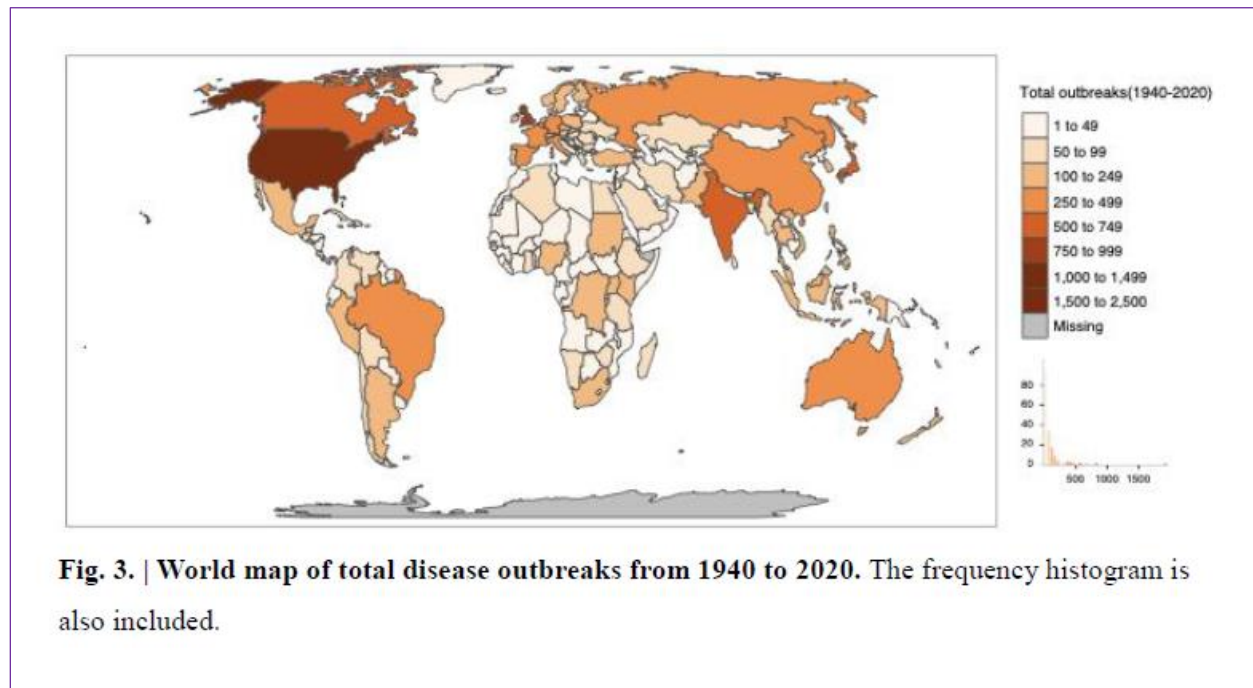 Total outbreaks(1940-2020)
1 to 49
50 to 99
100 to 249
250 to 499
500 to 749
750 to 999
1,000 to 1,499
1,500 to 2,500
Missing
80
60
40
20
0
500 1000 1500
Fig. 3. | World map of total disease outbreaks from 1940 to 2020. The frequency histogram is
also included.